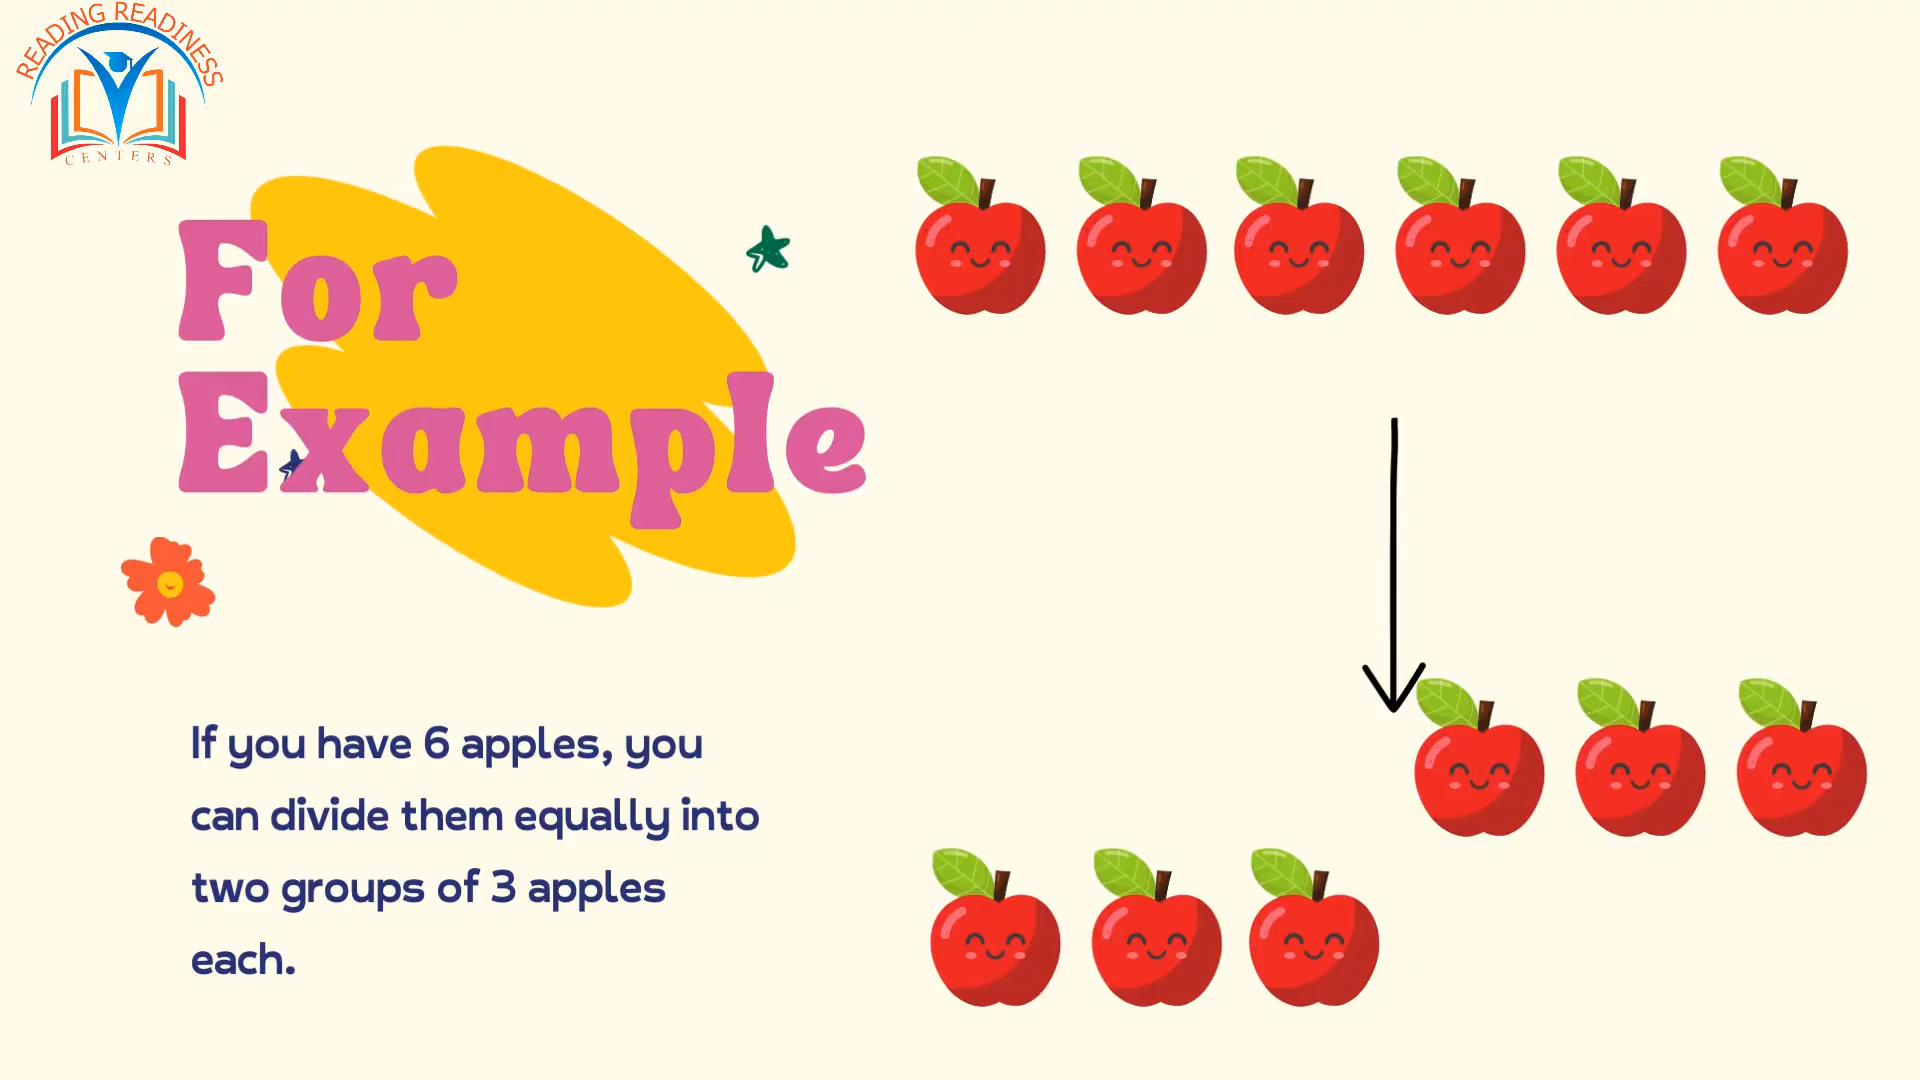 READING READINESS
CENTERS
For
Example
If you have 6 apples, you
can divide them equally into
two groups of 3 apples
each.